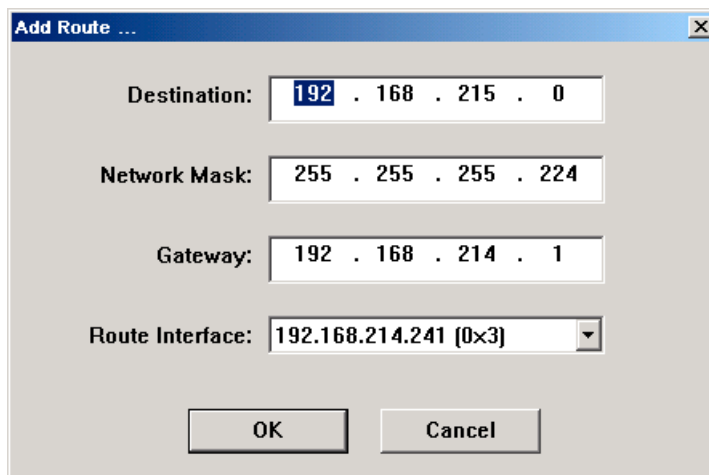 Add Route ...
Destination: 192 . 168 . 215 . 0
Network Mask: 255 . 255 . 255 . 224
Gateway: 192 . 168 . 214 . 1
Route Interface: 192.168.214.241 (0x3)
OK Cancel